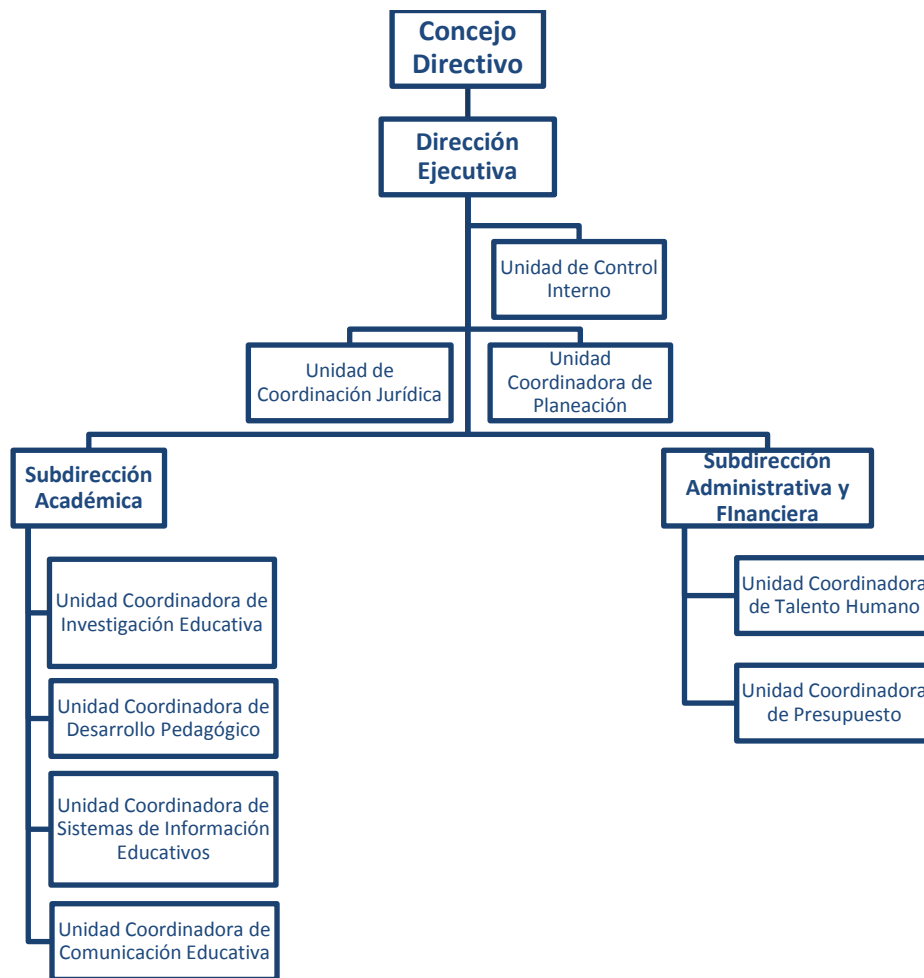 Concejo
Directivo
Dirección
Ejecutiva
Unidad de Control
Interno
Unidad de
Coordinación Jurídica
Unidad
Coordinadora de
Planeación
Subdirección
Académica
Subdirección
Administrativa y
FInanciera
Unidad Coordinadora de
Investigación Educativa
Unidad Coordinadora de
Desarrollo Pedagógico
Unidad Coordinadora de
Sistemas de Información
Educativos
Unidad Coordinadora de
Comunicación Educativa
Unidad Coordinadora
de Talento Humano
Unidad Coordinadora
de Presupuesto